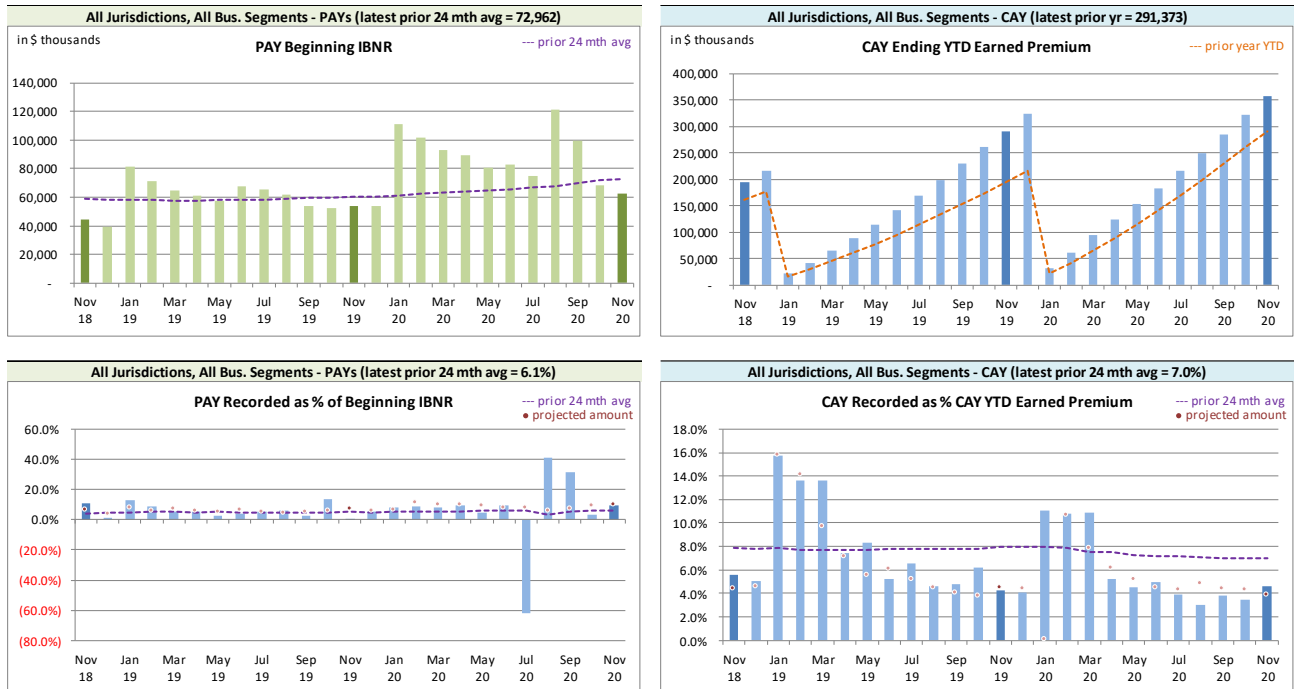 All Jurisdictions, All Bus. Segments - PAYs (latest prior 24 mth avg = 72,962)
in $ thousands
PAY Beginning IBNR
--- prior 24 mth avg
140,000
120,000
100,000
80,000
60,000
40,000
20,000
-
Nov Jan Mar May Jul Sep Nov Jan Mar May Jul Sep Nov
18 19 19 19 19 19 19 20 20 20 20 20 20
All Jurisdictions, All Bus. Segments - CAY (latest prior yr = 291,373)
in $ thousands
CAY Ending YTD Earned Premium
--- prior year YTD
400,000
350,000
300,000
250,000
200,000
150,000
100,000
50,000
-
Nov Jan Mar May Jul Sep Nov Jan Mar May Jul Sep Nov
18 19 19 19 19 19 19 20 20 20 20 20 20
All Jurisdictions, All Bus. Segments - PAYs (latest prior 24 mth avg = 6.1%)
PAY Recorded as % of Beginning IBNR
--- prior 24 mth avg
• projected amount
60.0%
40.0%
20.0%
0.0%
(20.0%)
(40.0%)
(60.0%)
(80.0%)
Nov Jan Mar May Jul Sep Nov Jan Mar May Jul Sep Nov
18 19 19 19 19 19 19 20 20 20 20 20 20
All Jurisdictions, All Bus. Segments - CAY (latest prior 24 mth avg = 7.0%)
CAY Recorded as % CAY YTD Earned Premium
--- prior 24 mth avg
• projected amount
18.0%
16.0%
14.0%
12.0%
10.0%
8.0%
6.0%
4.0%
2.0%
0.0%
Nov Jan Mar May Jul Sep Nov Jan Mar May Jul Sep Nov
18 19 19 19 19 19 19 20 20 20 20 20 20